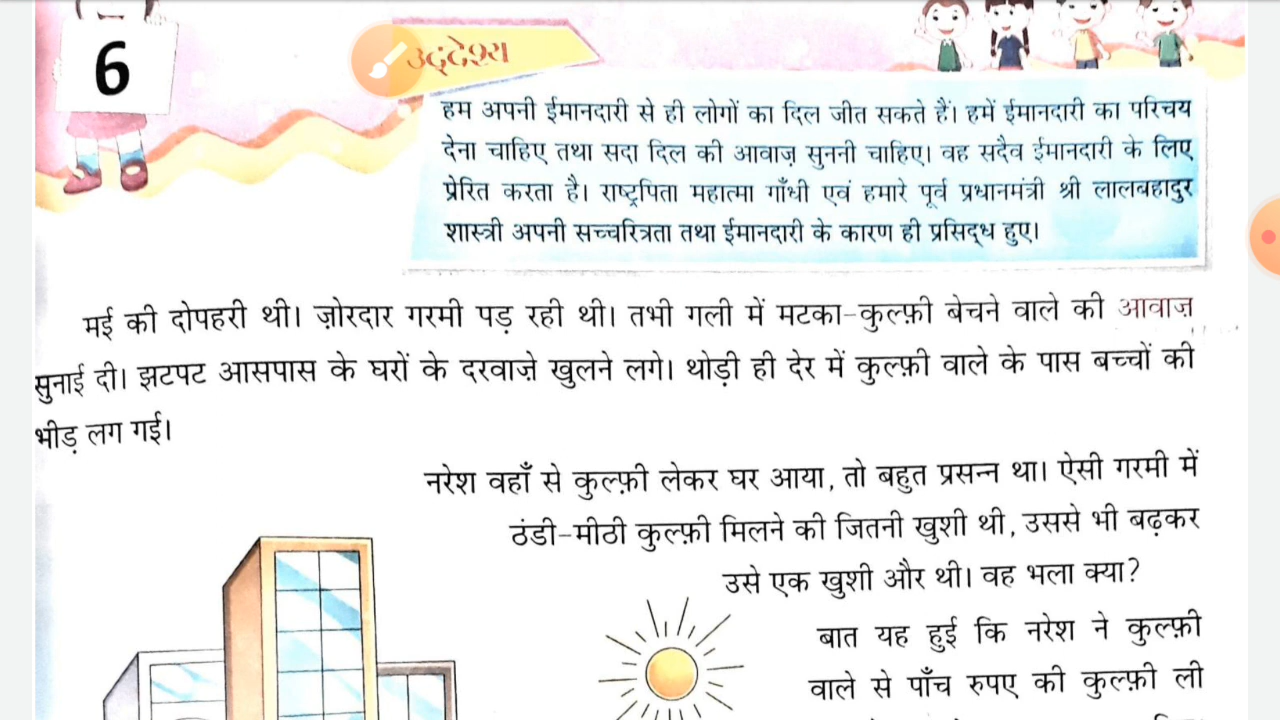 6
उद्देश्य
हम अपनी ईमानदारी से ही लोगों का दिल जीत सकते हैं। हमें ईमानदारी का परिचय
देना चाहिए तथा सदा दिल की आवाज़ सुननी चाहिए। वह सदैव ईमानदारी के लिए
प्रेरित करता है। राष्ट्रपिता महात्मा गाँधी एवं हमारे पूर्व प्रधानमंत्री श्री लालबहादुर
शास्त्री अपनी सच्चरित्रता तथा ईमानदारी के कारण ही प्रसिद्ध हुए।
मई की दोपहरी थी। ज़ोरदार गरमी पड़ रही थी। तभी गली में मटका-कुल्फ़ी बेचने वाले की आवाज़
सुनाई दी। झटपट आसपास के घरों के दरवाज़े खुलने लगे। थोड़ी ही देर में कुल्फ़ी वाले के पास बच्चों की
भीड़ लग गई।
नरेश वहाँ से कुल्फ़ी लेकर घर आया, तो बहुत प्रसन्न था। ऐसी गरमी में
ठंडी-मीठी कुल्फ़ी मिलने की जितनी खुशी थी, उससे भी बढ़कर
उसे एक खुशी और थी। वह भला क्या?
बात यह हुई कि नरेश ने कुल्फ़ी
वाले से पाँच रुपए की कुल्फ़ी ली